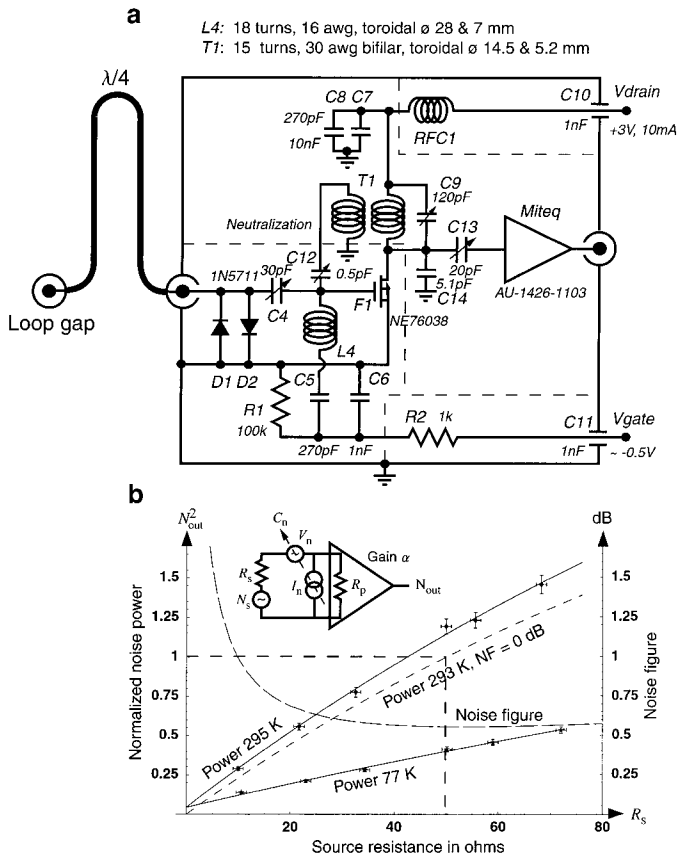 a
L4: 18 turns, 16 awg, toroidal ø 28 & 7 mm
T1: 15 turns, 30 awg bifilar, toroidal ø 14.5 & 5.2 mm
λ/4
C8 C7
270pF
10nF
RFC1
C10
1nF
Vdrain
+3V, 10mA
T1
C9
120pF
Neutralization
C13
20pF
Miteq
AU-1426-1103
C12
0.5pF
1N5711
30pF
C4
F1
NE76038
5.1pF
C14
Loop gap
L4
D1 D2
C5
C6
R1
100k
270pF
1nF
R2 1k
C11
1nF
Vgate
~ -0.5V
b
N²out
dB
Cn
Vn
Gain α
Rs
In
Rp
Nout
Ns
1.5
1.25
1
0.75
0.5
0.25
1.5
1.25
1
0.75
0.5
0.25
Normalized noise power
Noise figure
Power 295 K
Power 293 K, NF = 0 dB
Noise figure
Power 77 K
20
40
60
80
Rs
Source resistance in ohms